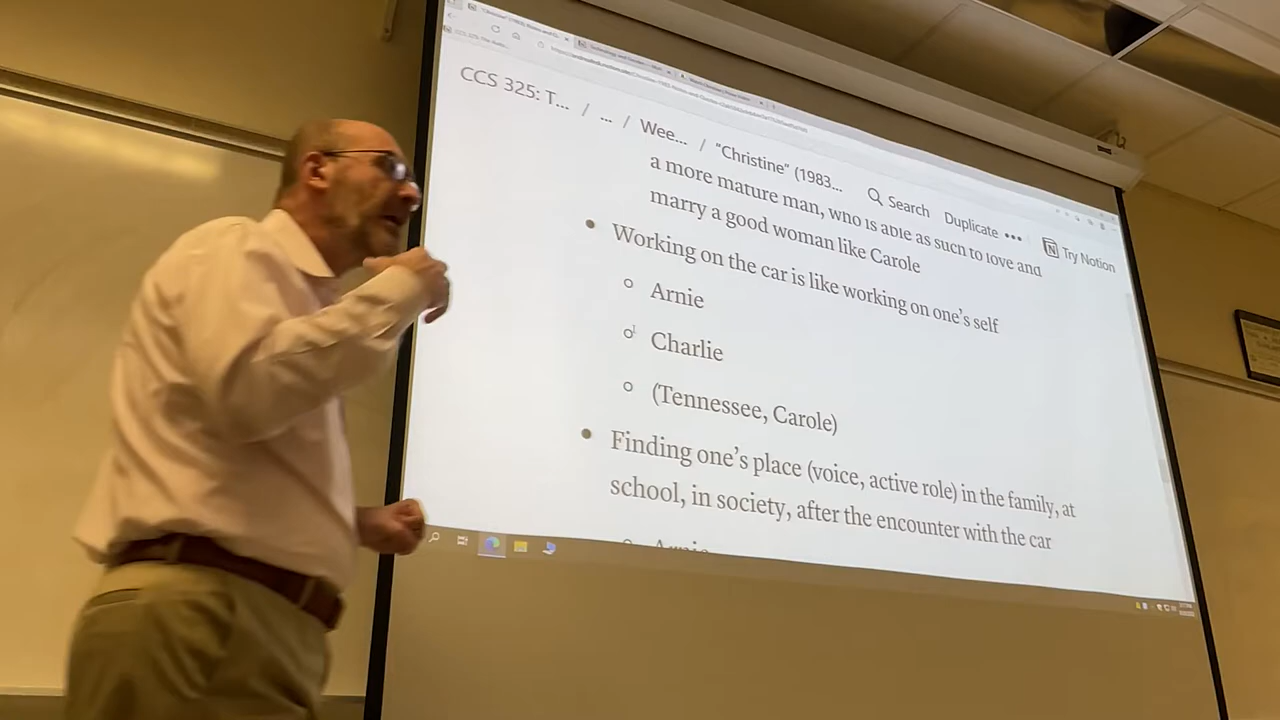 CCS 325: T... / ... / Wee... / "Christine" (1983...
Search Duplicate ••• Try Notion
a more mature man, who is able as such to love and
marry a good woman like Carole
• Working on the car is like working on one's self
Arnie
Charlie
(Tennessee, Carole)
• Finding one's place (voice, active role) in the family, at
school, in society, after the encounter with the car
Arnie